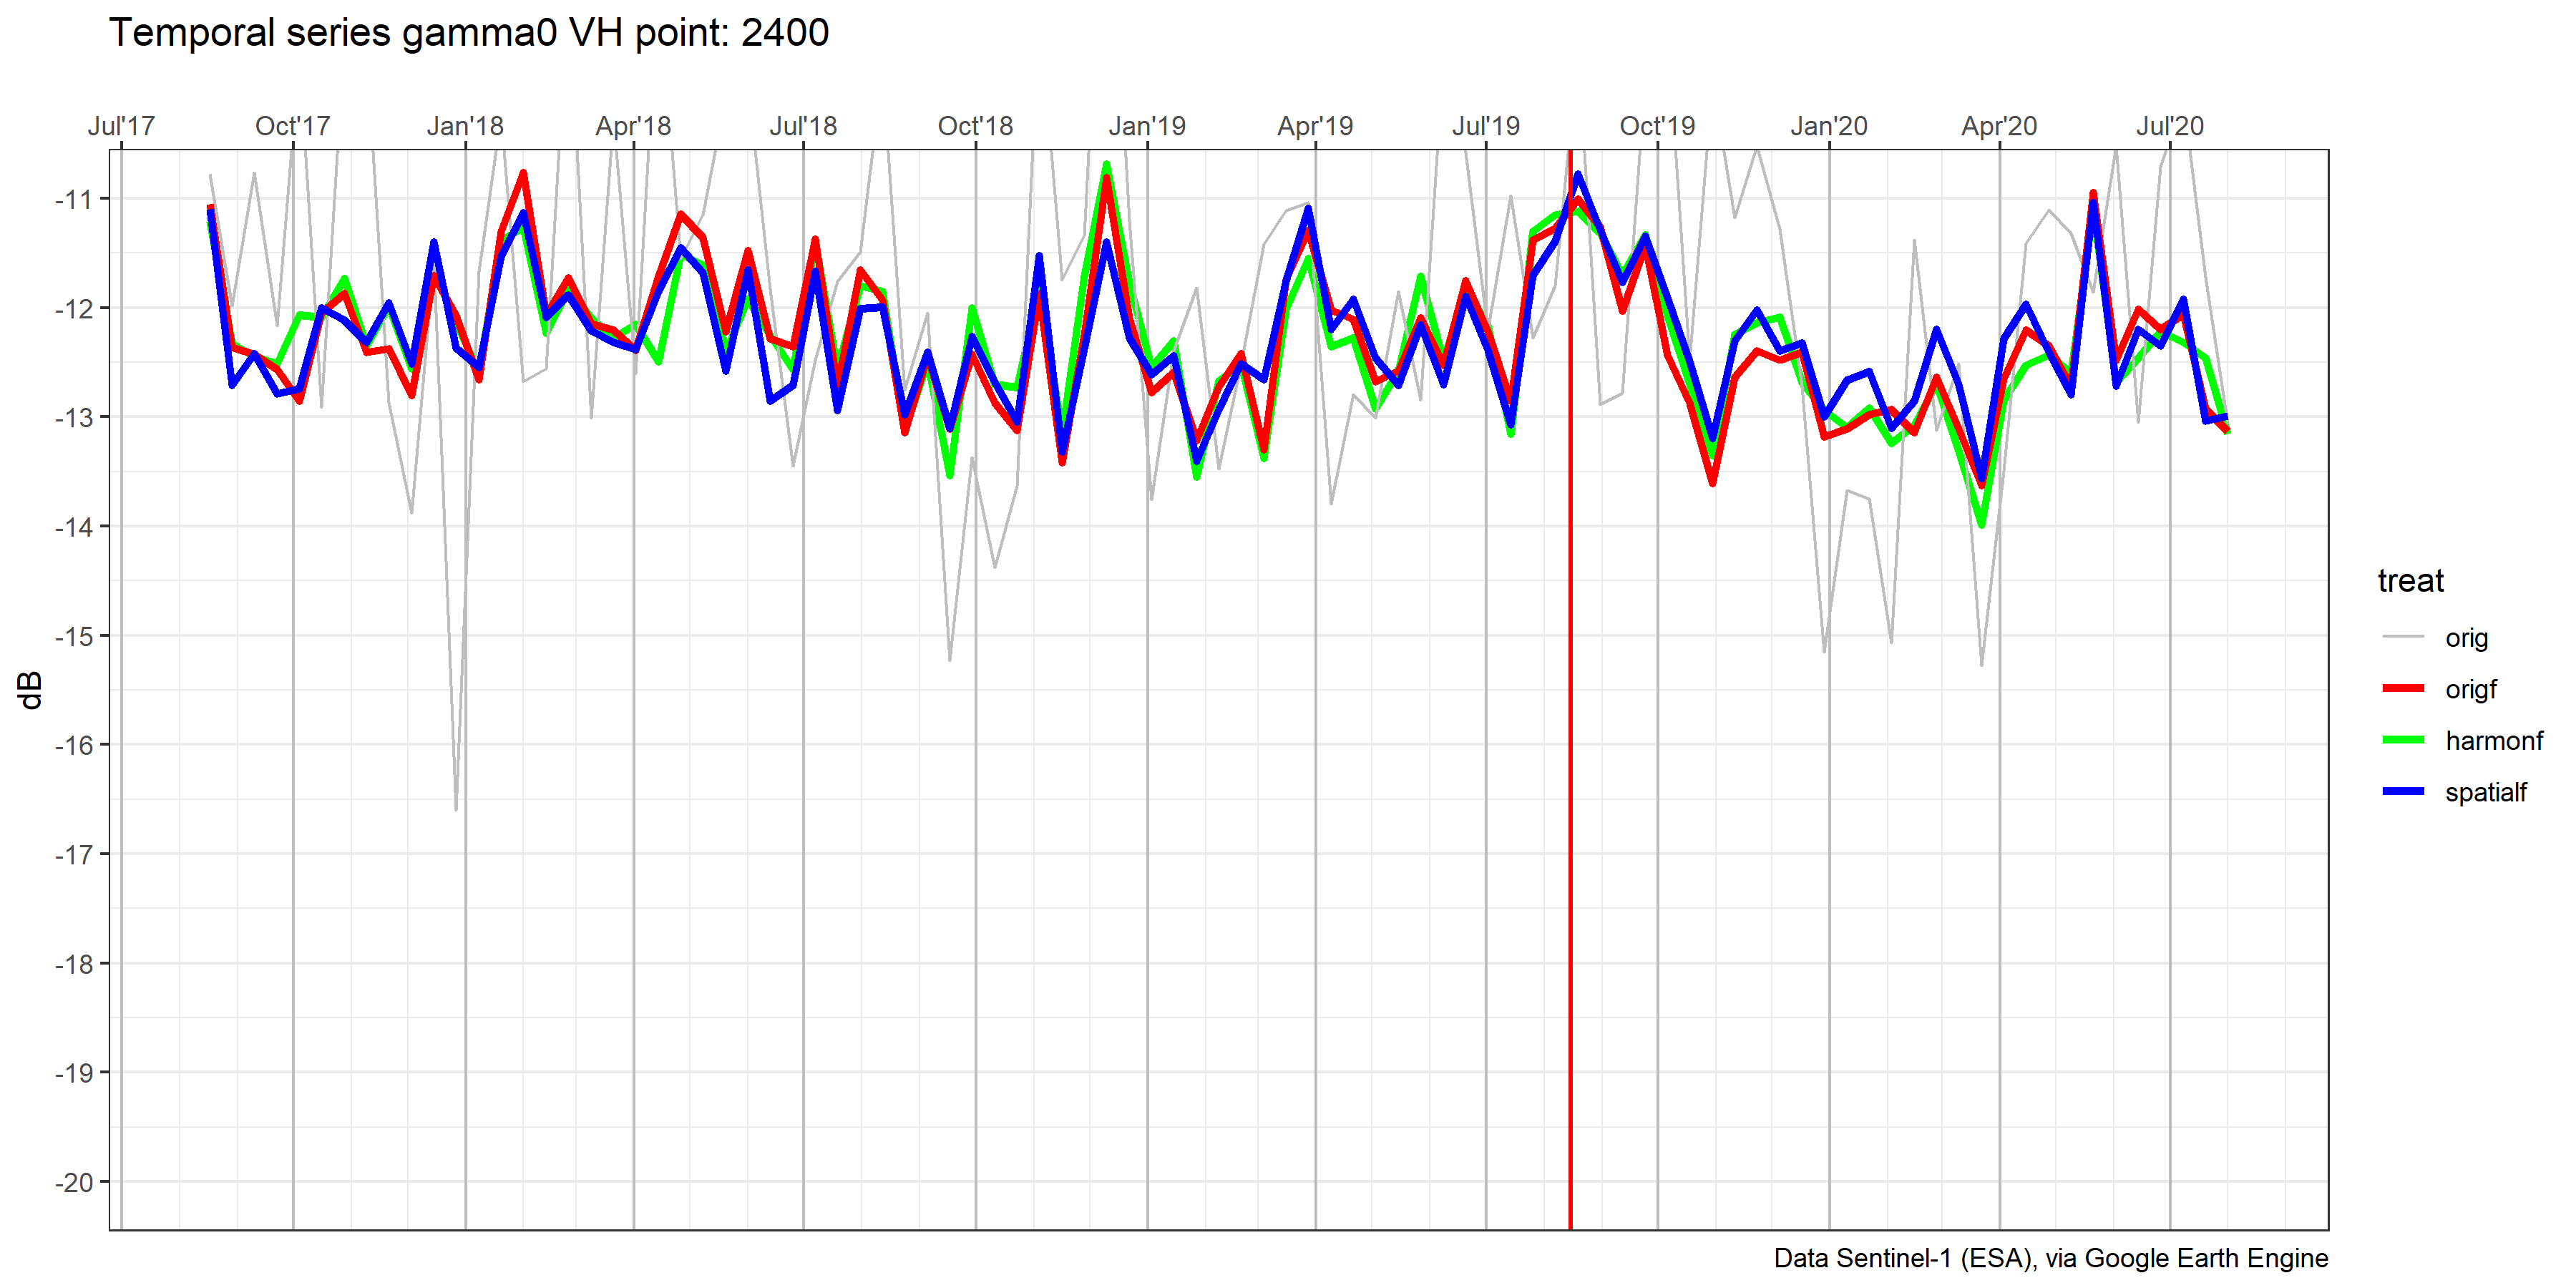 Temporal series gamma0 VH point: 2400
Jul'17 Oct'17 Jan'18 Apr'18 Jul'18 Oct'18 Jan'19 Apr'19 Jul'19 Oct'19 Jan'20 Apr'20 Jul'20
-11
-12
-13
-14
-15
-16
-17
-18
-19
-20
dB
treat
orig
origf
harmonf
spatialf
Data Sentinel-1 (ESA), via Google Earth Engine